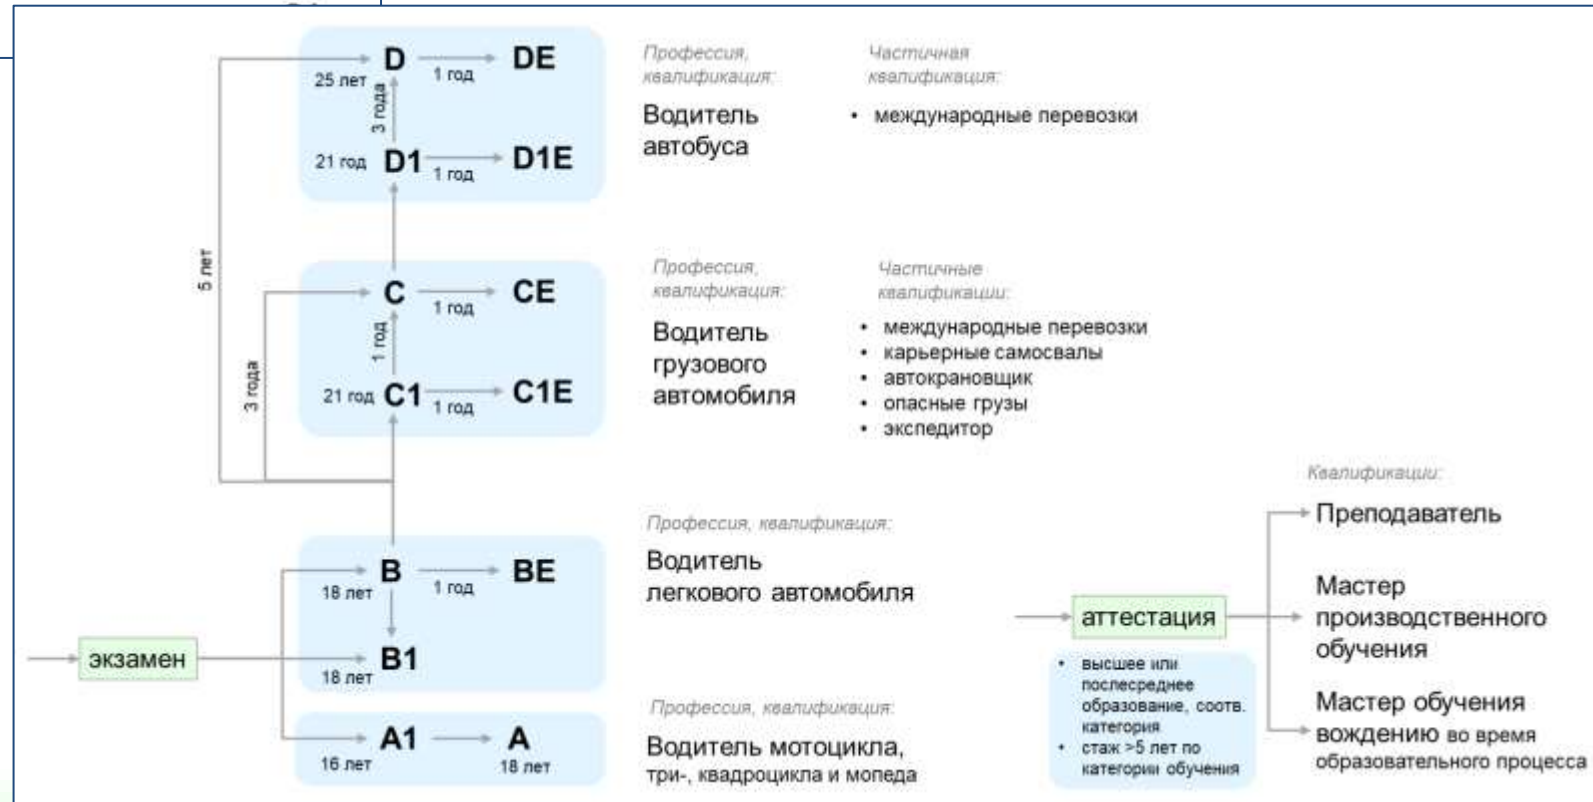 D
DE
25 лет
1 год
3 года
21 год
D1
D1E
1 год
Профессия,
квалификация:
Водитель
автобуса
Частичная
квалификация:
• международные перевозки
5 лет
C
CE
1 год
1 год
3 года
21 год
C1
C1E
1 год
Профессия,
квалификация:
Водитель
грузового
автомобиля
Частичные
квалификации:
• международные перевозки
• карьерные самосвалы
• автокрановщик
• опасные грузы
• экспедитор
B
BE
18 лет
1 год
B1
18 лет
Профессия, квалификация:
Водитель
легкового автомобиля
экзамен
A1
A
16 лет
18 лет
Профессия, квалификация:
Водитель мотоцикла,
три-, квадроцикла и мопеда
аттестация
• высшее или
послесреднее
образование, соотв.
категория
• стаж >5 лет по
категории обучения
Квалификации:
Преподаватель
Мастер
производственного
обучения
Мастер обучения
вождению во время
образовательного процесса